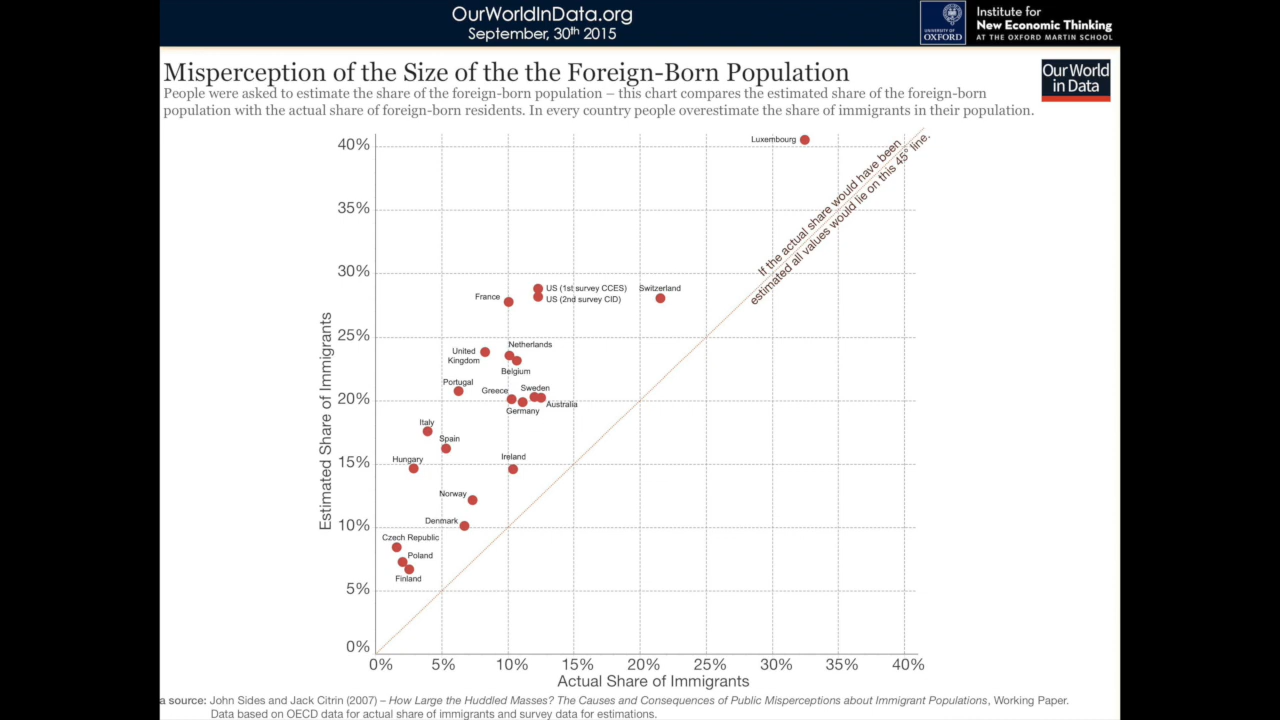 OurWorldInData.org
September, 30th 2015
UNIVERSITY OF
OXFORD
Institute for
New Economic Thinking
AT THE OXFORD MARTIN SCHOOL
Misperception of the Size of the the Foreign-Born Population
People were asked to estimate the share of the foreign-born population – this chart compares the estimated share of the foreign-born
population with the actual share of foreign-born residents. In every country people overestimate the share of immigrants in their population.
Our World
in Data
40%
35%
30%
25%
20%
15%
10%
5%
0%
Estimated Share of Immigrants
Luxembourg
If the actual share would have been
estimated all values would lie on this 45° line.
US (1st survey CCES)
US (2nd survey CID)
Switzerland
France
United
Kingdom
Netherlands
Belgium
Portugal
Greece
Sweden
Australia
Germany
Italy
Spain
Hungary
Ireland
Norway
Denmark
Czech Republic
Poland
Finland
0%
5%
10%
15%
20%
25%
30%
35%
40%
Actual Share of Immigrants
a source: John Sides and Jack Citrin (2007) – How Large the Huddled Masses? The Causes and Consequences of Public Misperceptions about Immigrant Populations, Working Paper.
Data based on OECD data for actual share of immigrants and survey data for estimations.